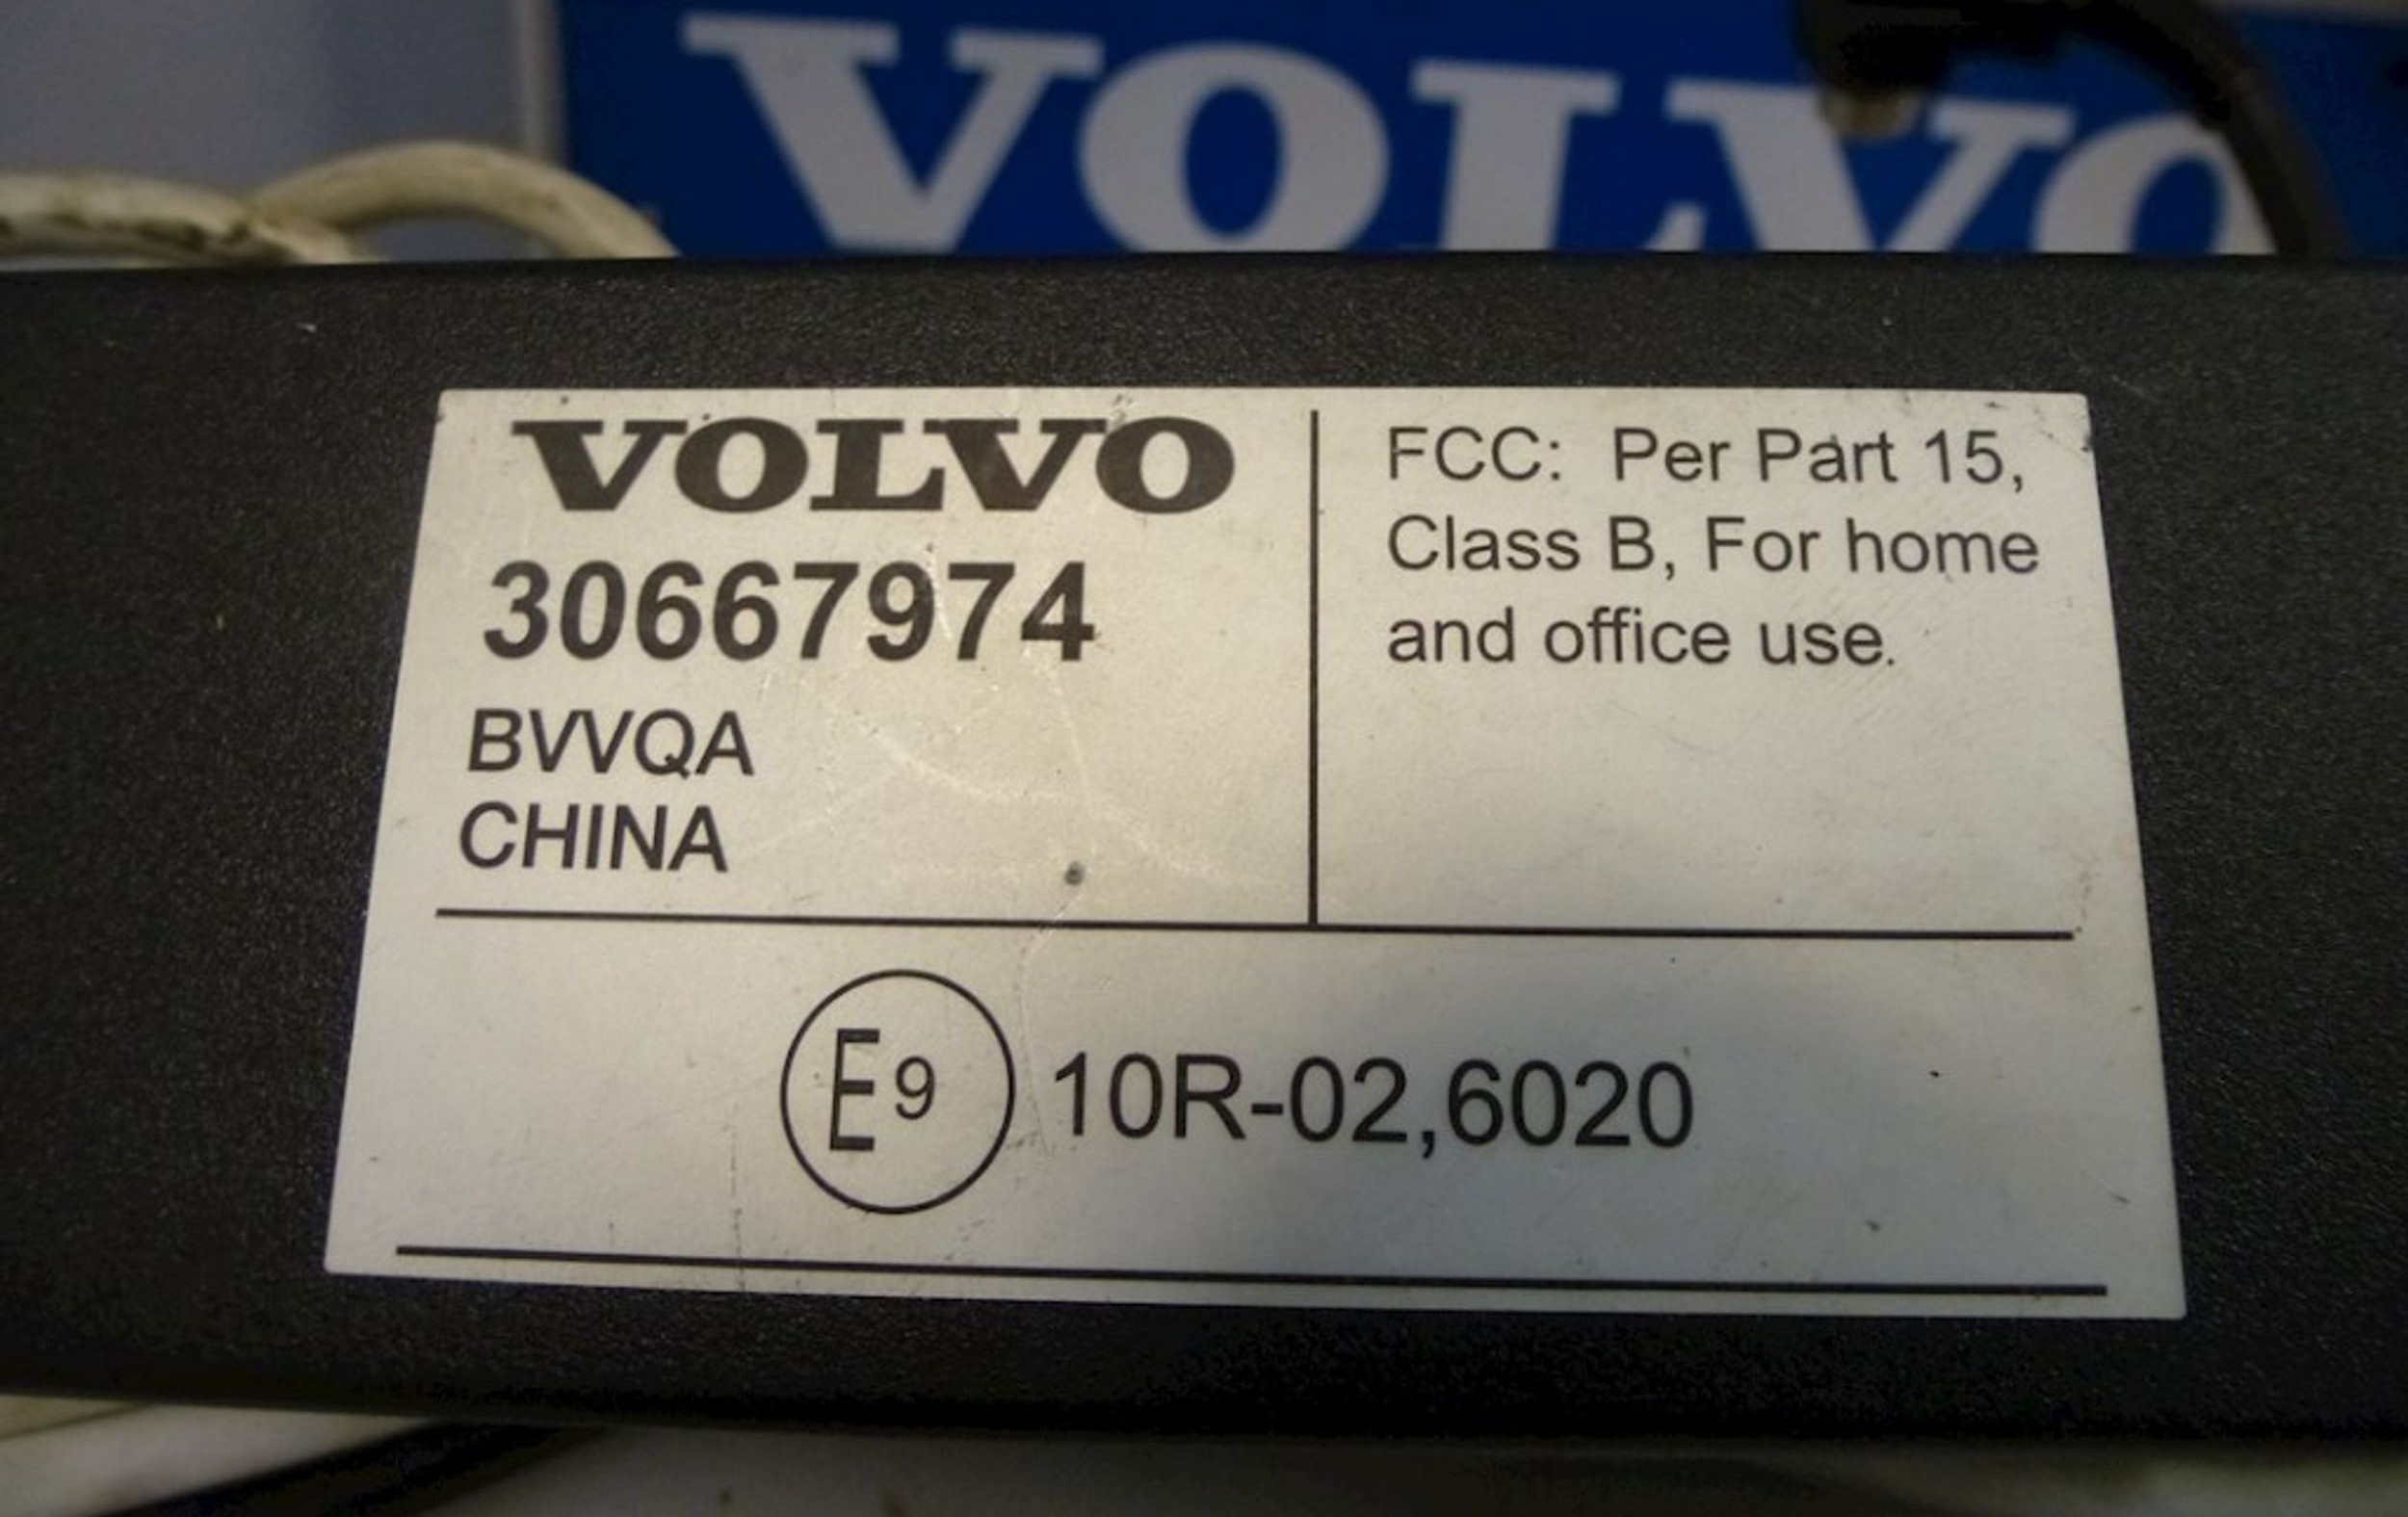 VOLVO
VOLVO
30667974
BVVQA
CHINA
FCC: Per Part 15,
Class B, For home
and office use.
E9 10R-02,6020